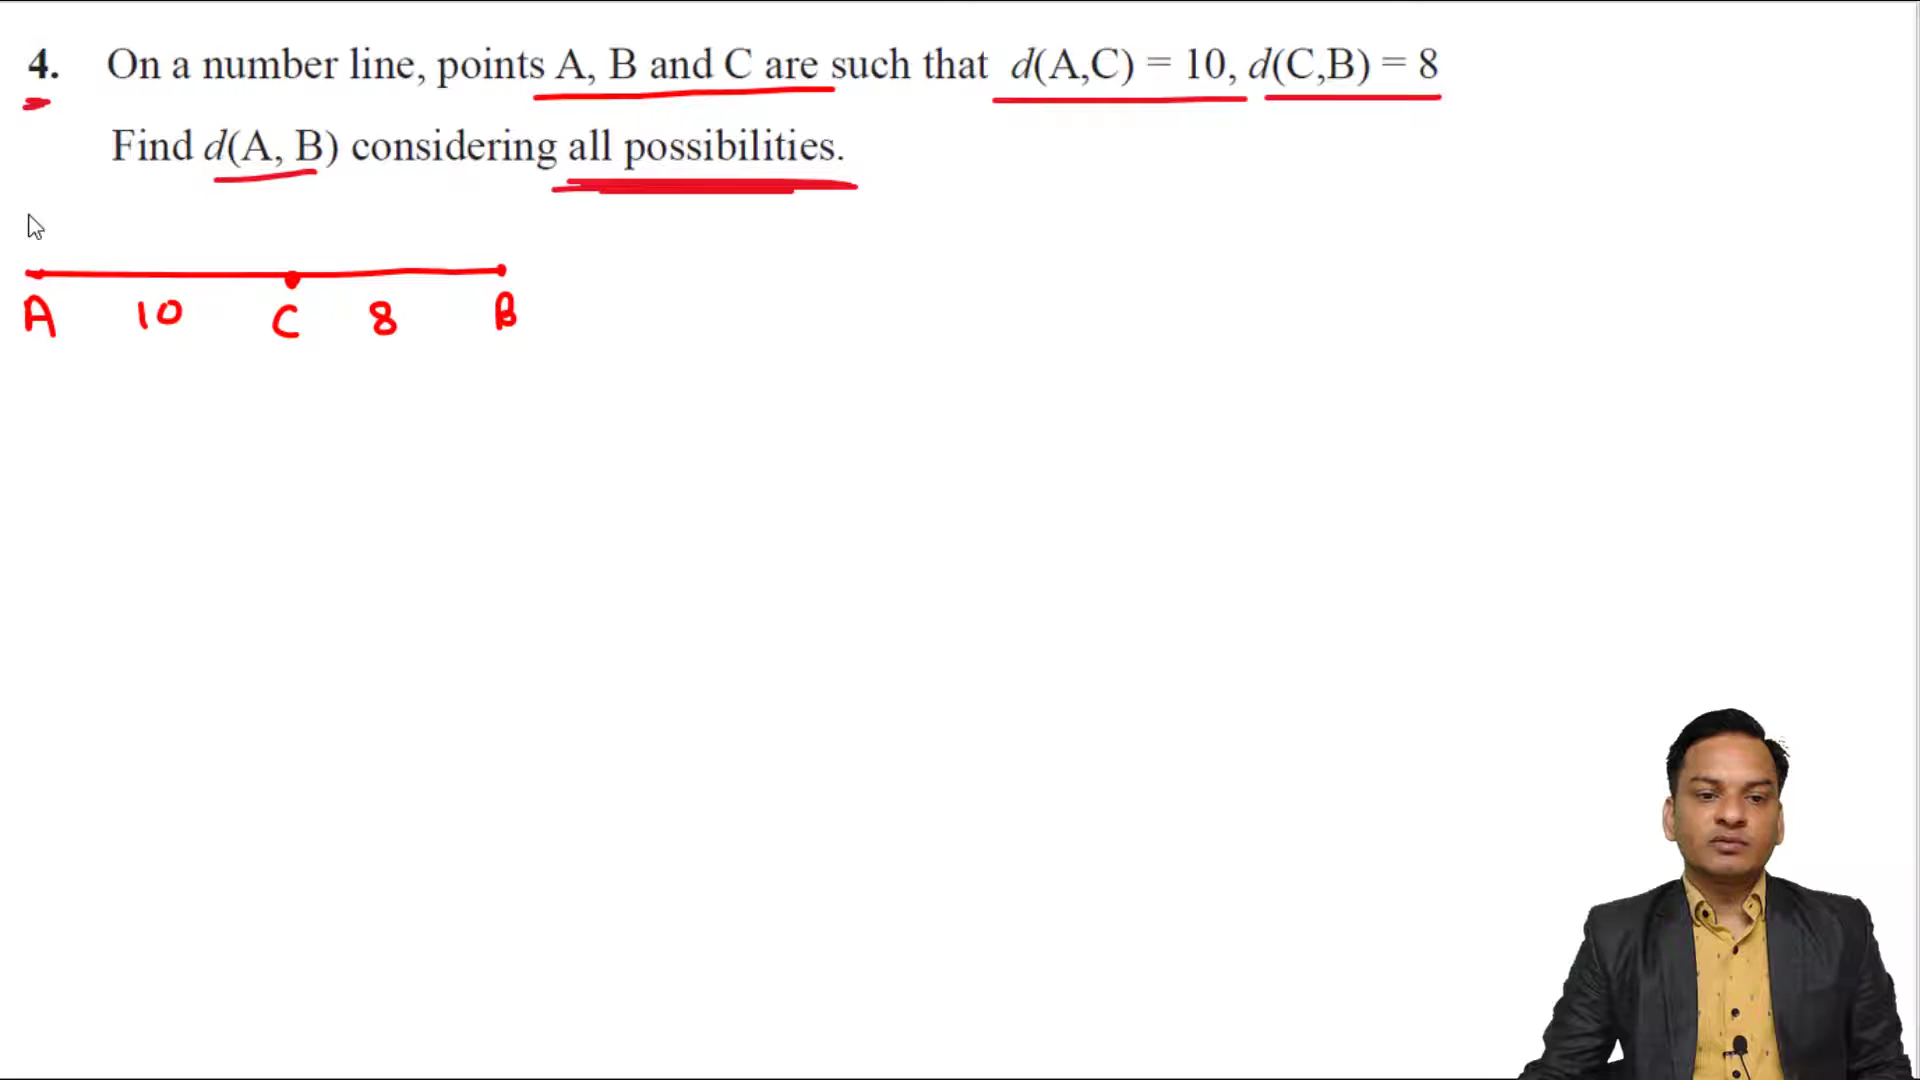 4. On a number line, points A, B and C are such that d(A,C) = 10, d(C,B) = 8
Find d(A, B) considering all possibilities.
A 10 C 8 B